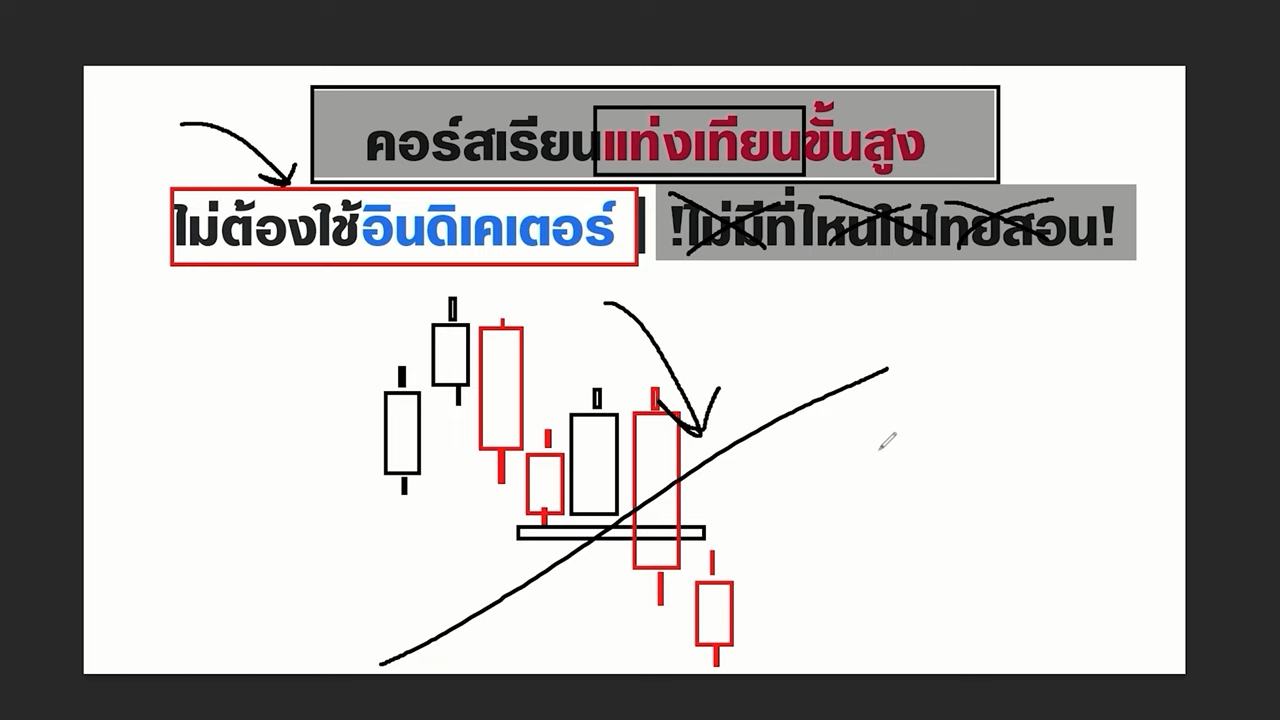 คอร์สเรียนแท่งเทียนขั้นสูง
ไม่ต้องใช้อินดิเคเตอร์ | !ไม่มีที่ไหนในไทยสอน!